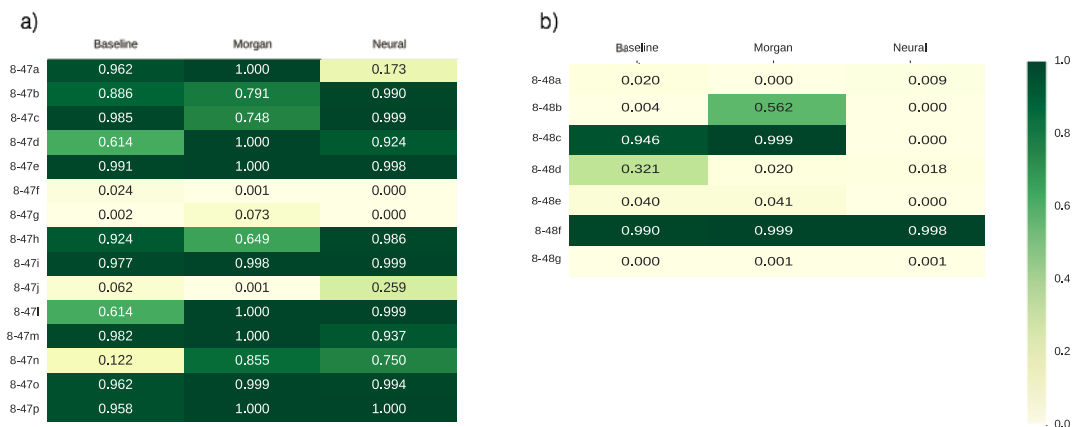 a)
Baseline Morgan Neural
8-47a 0.962 1.000 0.173
8-47b 0.886 0.791 0.990
8-47c 0.985 0.748 0.999
8-47d 0.614 1.000 0.924
8-47e 0.991 1.000 0.998
8-47f 0.024 0.001 0.000
8-47g 0.002 0.073 0.000
8-47h 0.924 0.649 0.986
8-47i 0.977 0.998 0.999
8-47j 0.062 0.001 0.259
8-47l 0.614 1.000 0.999
8-47m 0.982 1.000 0.937
8-47n 0.122 0.855 0.750
8-47o 0.962 0.999 0.994
8-47p 0.958 1.000 1.000
b)
Baseline Morgan Neural
8-48a 0.020 0.000 0.009
8-48b 0.004 0.562 0.000
8-48c 0.946 0.999 0.000
8-48d 0.321 0.020 0.018
8-48e 0.040 0.041 0.000
8-48f 0.990 0.999 0.998
8-48g 0.000 0.001 0.001
1.0
0.8
0.6
0.4
0.2
0.0